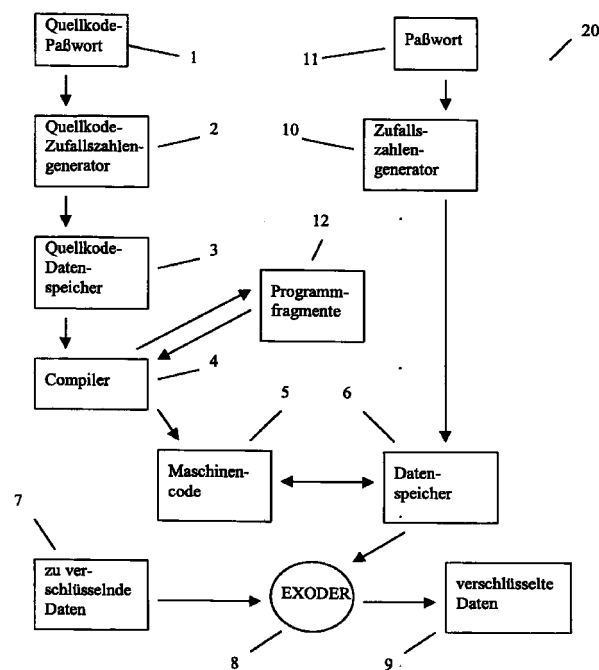 Quellkode-
Paßwort
1
11
Paßwort
20
Quellkode-
Zufallszahlen-
generator
2
10
Zufalls-
zahlen-
generator
Quellkode-
Daten-
speicher
3
12
Programm-
fragmente
Compiler
4
5
6
Maschinen-
code
Daten-
speicher
7
zu ver-
schlüsselnde
Daten
EXODER
verschlüsselte
Daten
8
9